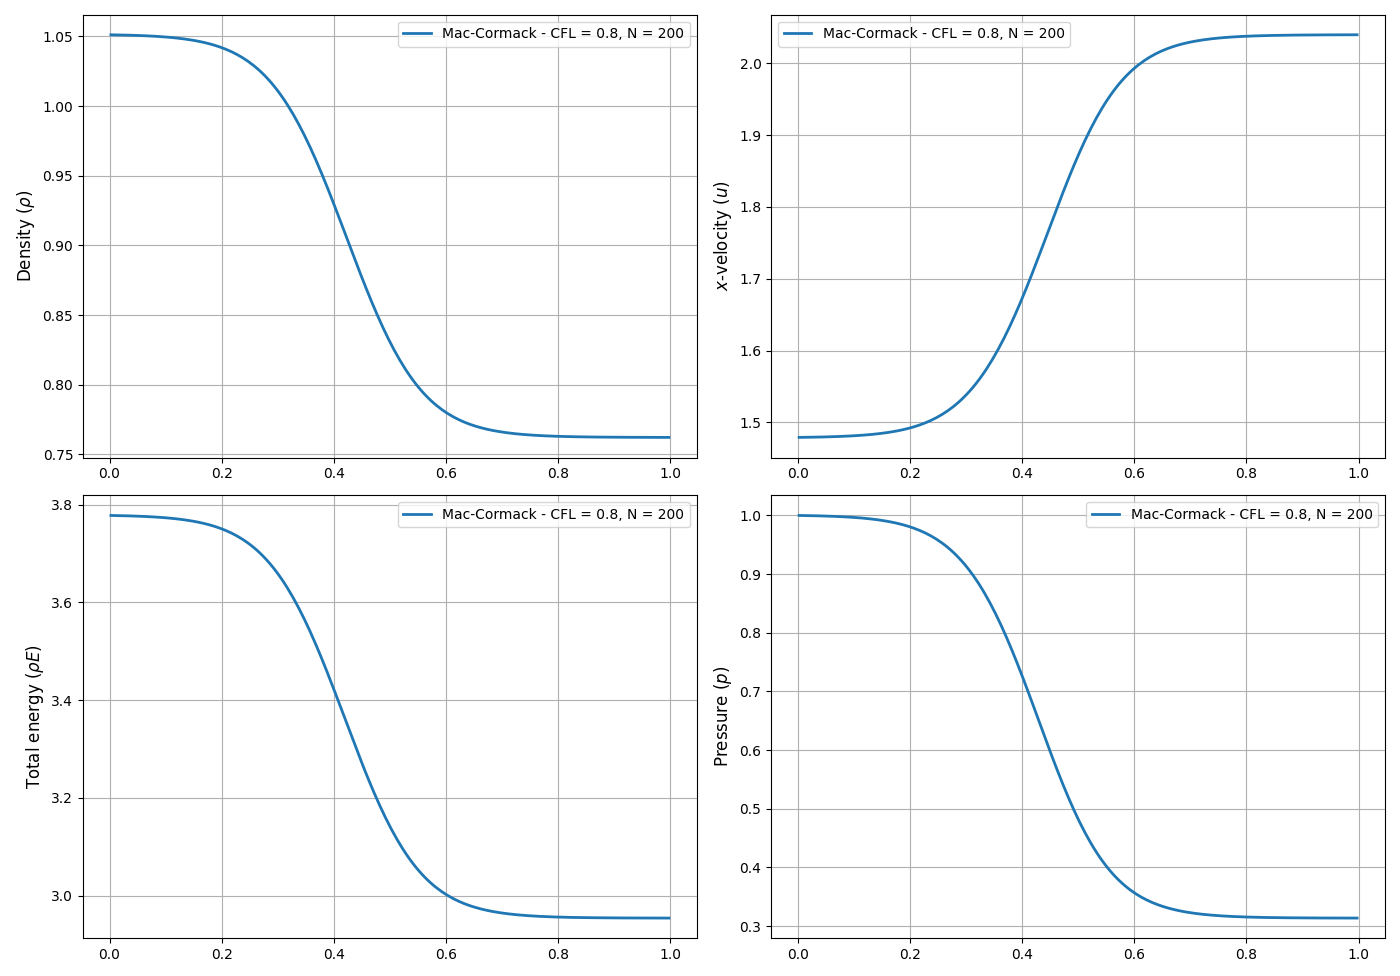 Mac-Cormack - CFL = 0.8, N = 200
Density (ρ)
1.05
1.00
0.95
0.90
0.85
0.80
0.75
0.0 0.2 0.4 0.6 0.8 1.0
Mac-Cormack - CFL = 0.8, N = 200
x-velocity (u)
2.0
1.9
1.8
1.7
1.6
1.5
0.0 0.2 0.4 0.6 0.8 1.0
Mac-Cormack - CFL = 0.8, N = 200
Total energy (ρE)
3.8
3.6
3.4
3.2
3.0
0.0 0.2 0.4 0.6 0.8 1.0
Mac-Cormack - CFL = 0.8, N = 200
Pressure (p)
1.0
0.9
0.8
0.7
0.6
0.5
0.4
0.3
0.0 0.2 0.4 0.6 0.8 1.0